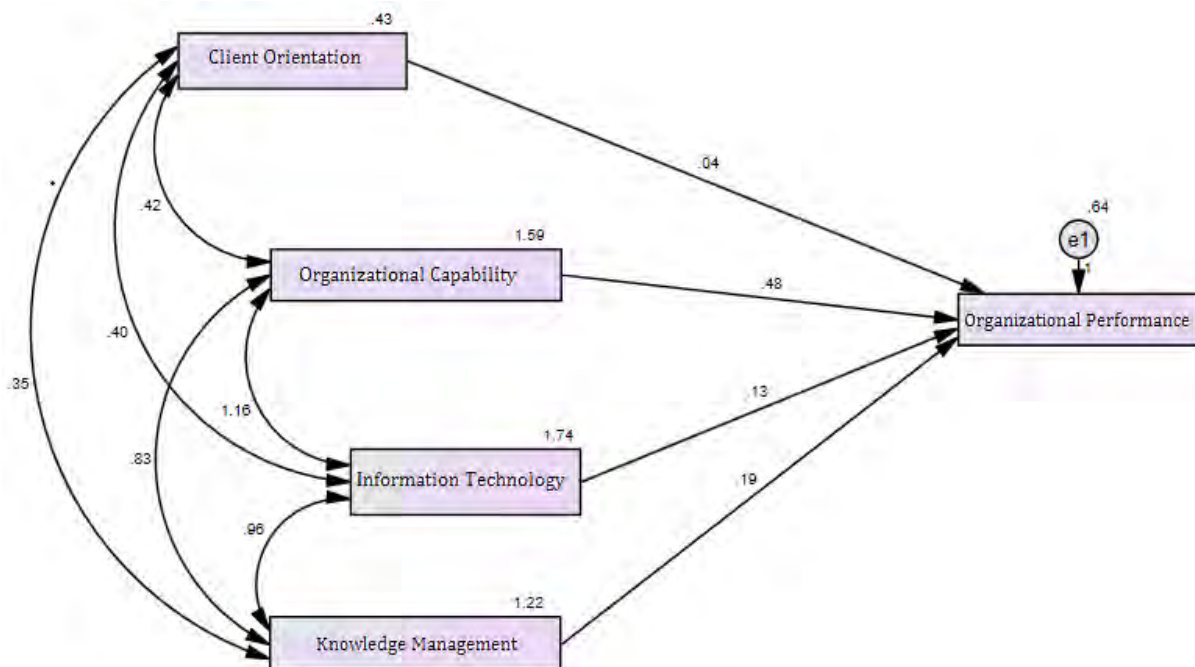 .43
Client Orientation
.04
.42
.64
e1
1
1.59
Organizational Capability
.48
Organizational Performance
.40
.35
.13
1.16
1.74
.83
Information Technology
.19
.96
1.22
Knowledge Management